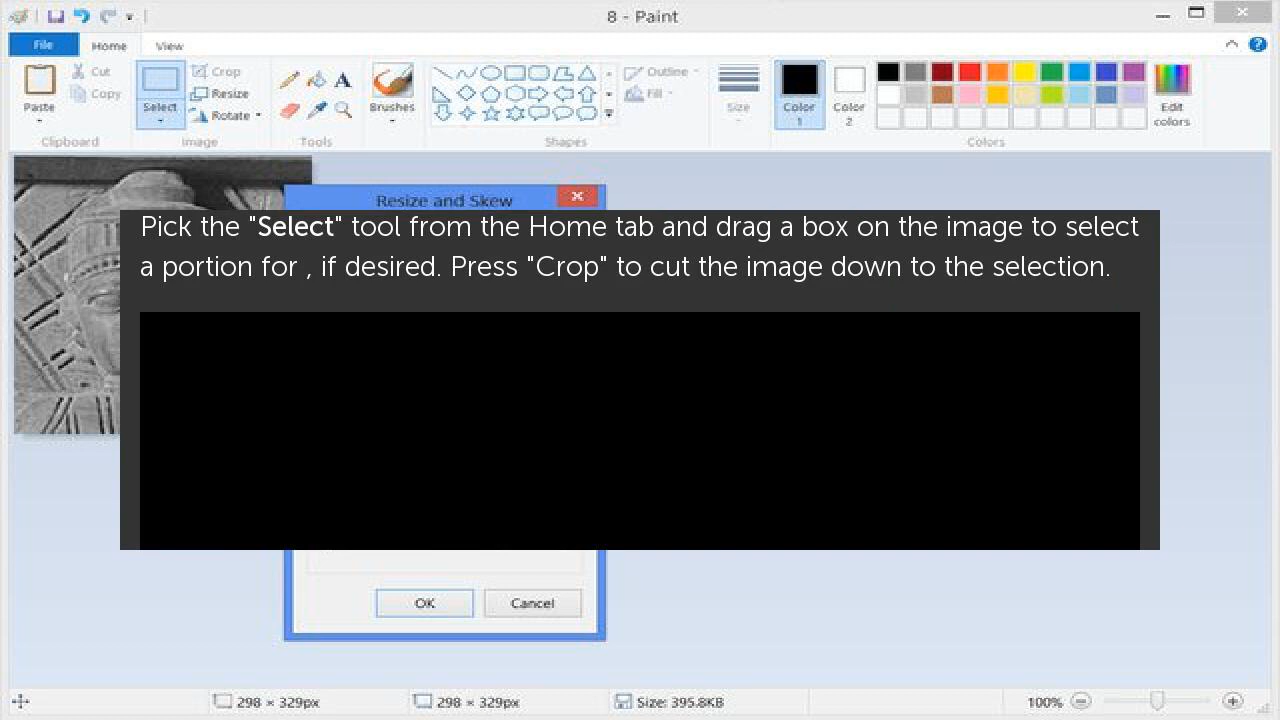 8 - Paint
File Home View
Paste
Cut
Copy
Clipboard
Select
Crop
Resize
Rotate
Image
A
Tools
Brushes
Outline
Fill
Shapes
Size
Color 1
Color 2
Edit colors
Colors
Resize and Skew
Pick the "Select" tool from the Home tab and drag a box on the image to select
a portion for , if desired. Press "Crop" to cut the image down to the selection.
OK Cancel
298 × 329px 298 × 329px Size: 395.8KB 100%